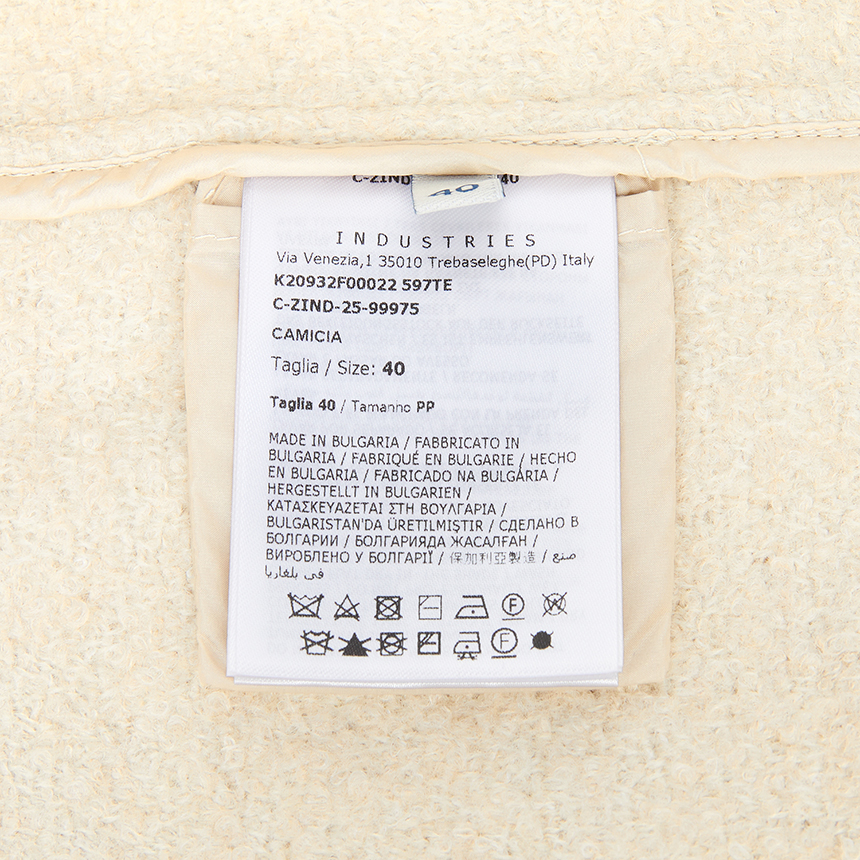 C-ZIND 40 40
INDUSTRIES
Via Venezia,1 35010 Trebaseleghe(PD) Italy
K20932F00022 597TE
C-ZIND-25-99975
CAMICIA
Taglia / Size: 40
Taglia 40 / Tamanno PP
MADE IN BULGARIA / FABBRICATO IN
BULGARIA / FABRIQUÉ EN BULGARIE / HECHO
EN BULGARIA / FABRICADO NA BULGÁRIA /
HERGESTELLT IN BULGARIEN /
ΚΑΤΑΣΚΕΥΑΖΕΤΑΙ ΣΤΗ ΒΟΥΛΓΑΡΙΑ /
BULGARISTAN'DA ÜRETILMIŞTIR / СДЕЛАНО В
БОЛГАРИИ / БОЛГАРИЯДА ЖАСАЛҒАН /
ВИРОБЛЕНО У БОЛГАРІЇ / 保加利亞製造 / صنع
في بلغاريا
F W
F